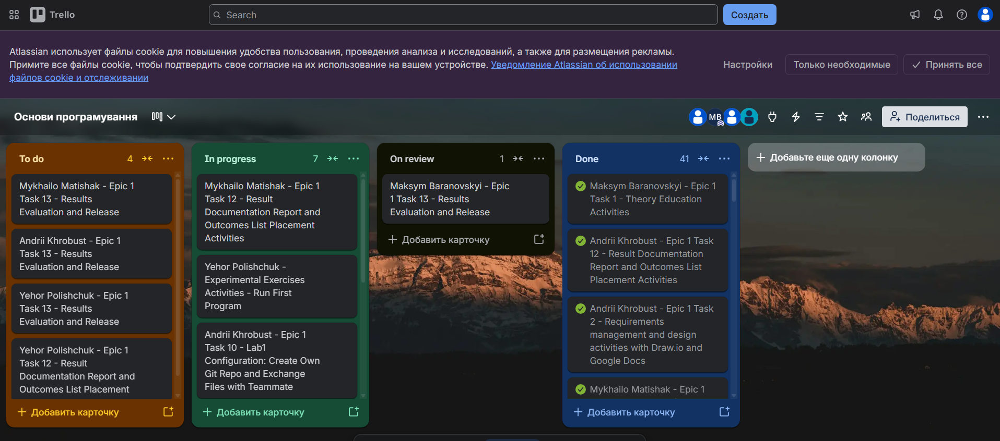 Trello
Search
Создать
Atlassian использует файлы cookie для повышения удобства пользования, проведения анализа и исследований, а также для размещения рекламы.
Примите все файлы cookie, чтобы подтвердить свое согласие на их использование на вашем устройстве. Уведомление Atlassian об использовании
файлов cookie и отслеживании
Настройки
Только необходимые
Принять все
Основи програмування
MB
Поделиться
To do
4
Mykhailo Matishak - Epic 1
Task 13 - Results
Evaluation and Release
Andrii Khrobust - Epic 1
Task 13 - Results
Evaluation and Release
Yehor Polishchuk - Epic 1
Task 13 - Results
Evaluation and Release
Yehor Polishchuk - Epic 1
Task 12 - Result
Documentation Report and
Outcomes List Placement
Добавить карточку
In progress
7
Mykhailo Matishak - Epic 1
Task 12 - Result
Documentation Report and
Outcomes List Placement
Activities
Yehor Polishchuk -
Experimental Exercises
Activities - Run First
Program
Andrii Khrobust - Epic 1
Task 10 - Lab1
Configuration: Create Own
Git Repo and Exchange
Files with Teammate
Добавить карточку
On review
1
Maksym Baranovskyi - Epic
1 Task 13 - Results
Evaluation and Release
Добавить карточку
Done
41
Maksym Baranovskyi - Epic 1
Task 1 - Theory Education
Activities
Andrii Khrobust - Epic 1 Task
12 - Result Documentation
Report and Outcomes List
Placement Activities
Andrii Khrobust - Epic 1 Task
2 - Requirements
management and design
activities with Draw.io and
Google Docs
Mykhailo Matishak - Epic 1
Добавить карточку
Добавьте еще одну колонку